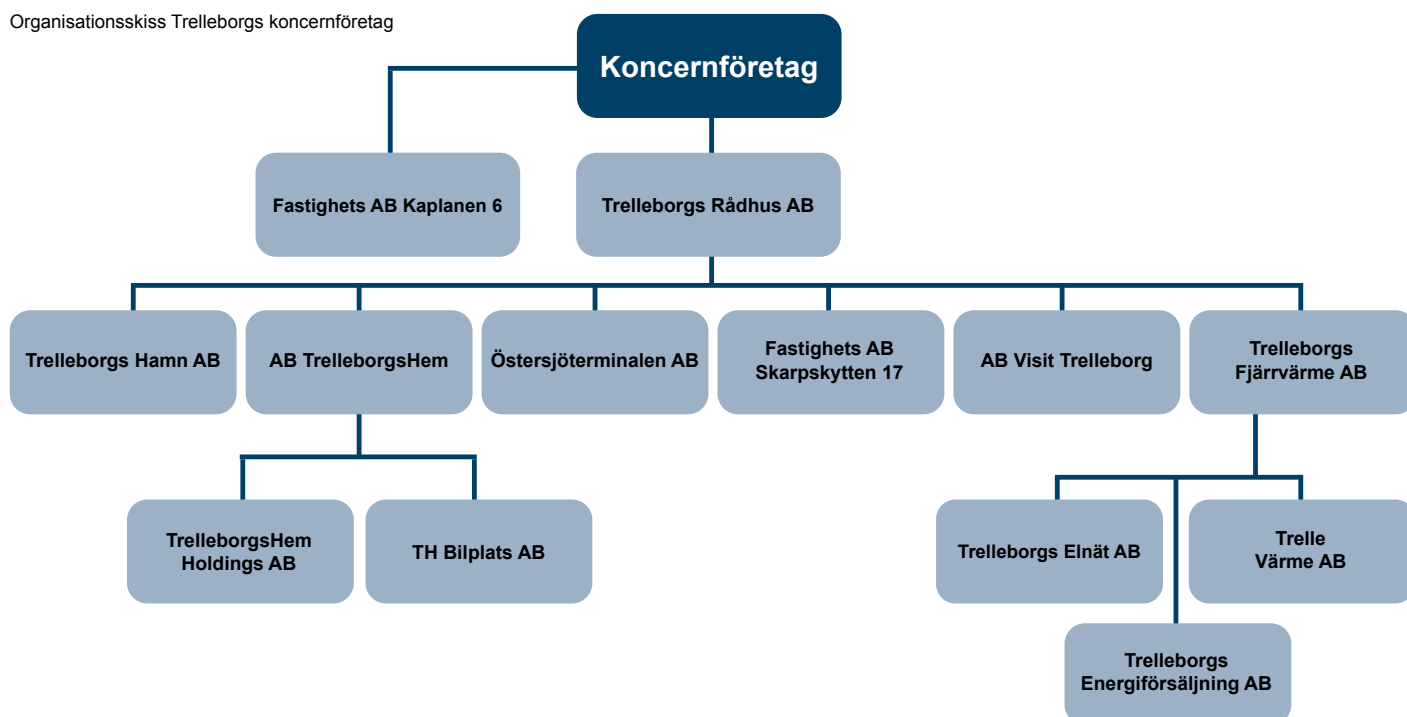 Organisationsskiss Trelleborgs koncernföretag
Koncernföretag
Fastighets AB Kaplanen 6
Trelleborgs Rådhus AB
Trelleborgs Hamn AB
AB TrelleborgsHem
Östersjöterminalen AB
Fastighets AB
Skarpskytten 17
AB Visit Trelleborg
Trelleborgs
Fjärrvärme AB
TrelleborgsHem
Holdings AB
TH Bilplats AB
Trelleborgs Elnät AB
Trelle
Värme AB
Trelleborgs
Energiförsäljning AB